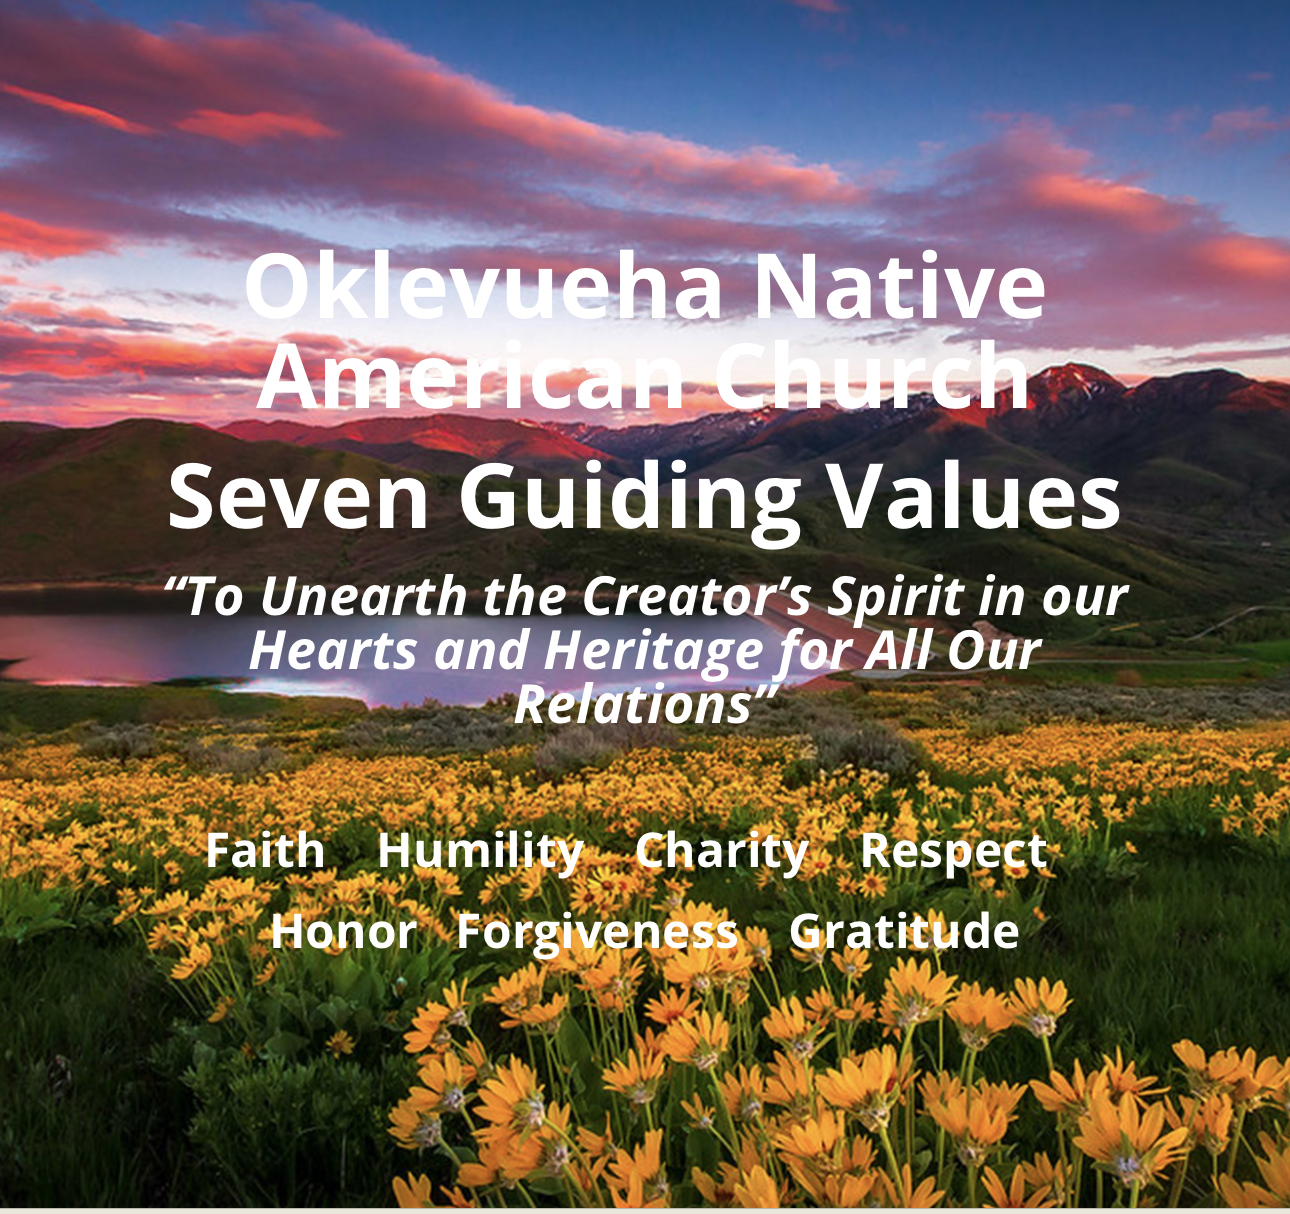 Oklevueha Native
American Church
Seven Guiding Values
“To Unearth the Creator’s Spirit in our
Hearts and Heritage for All Our
Relations”
Faith Humility Charity Respect
Honor Forgiveness Gratitude